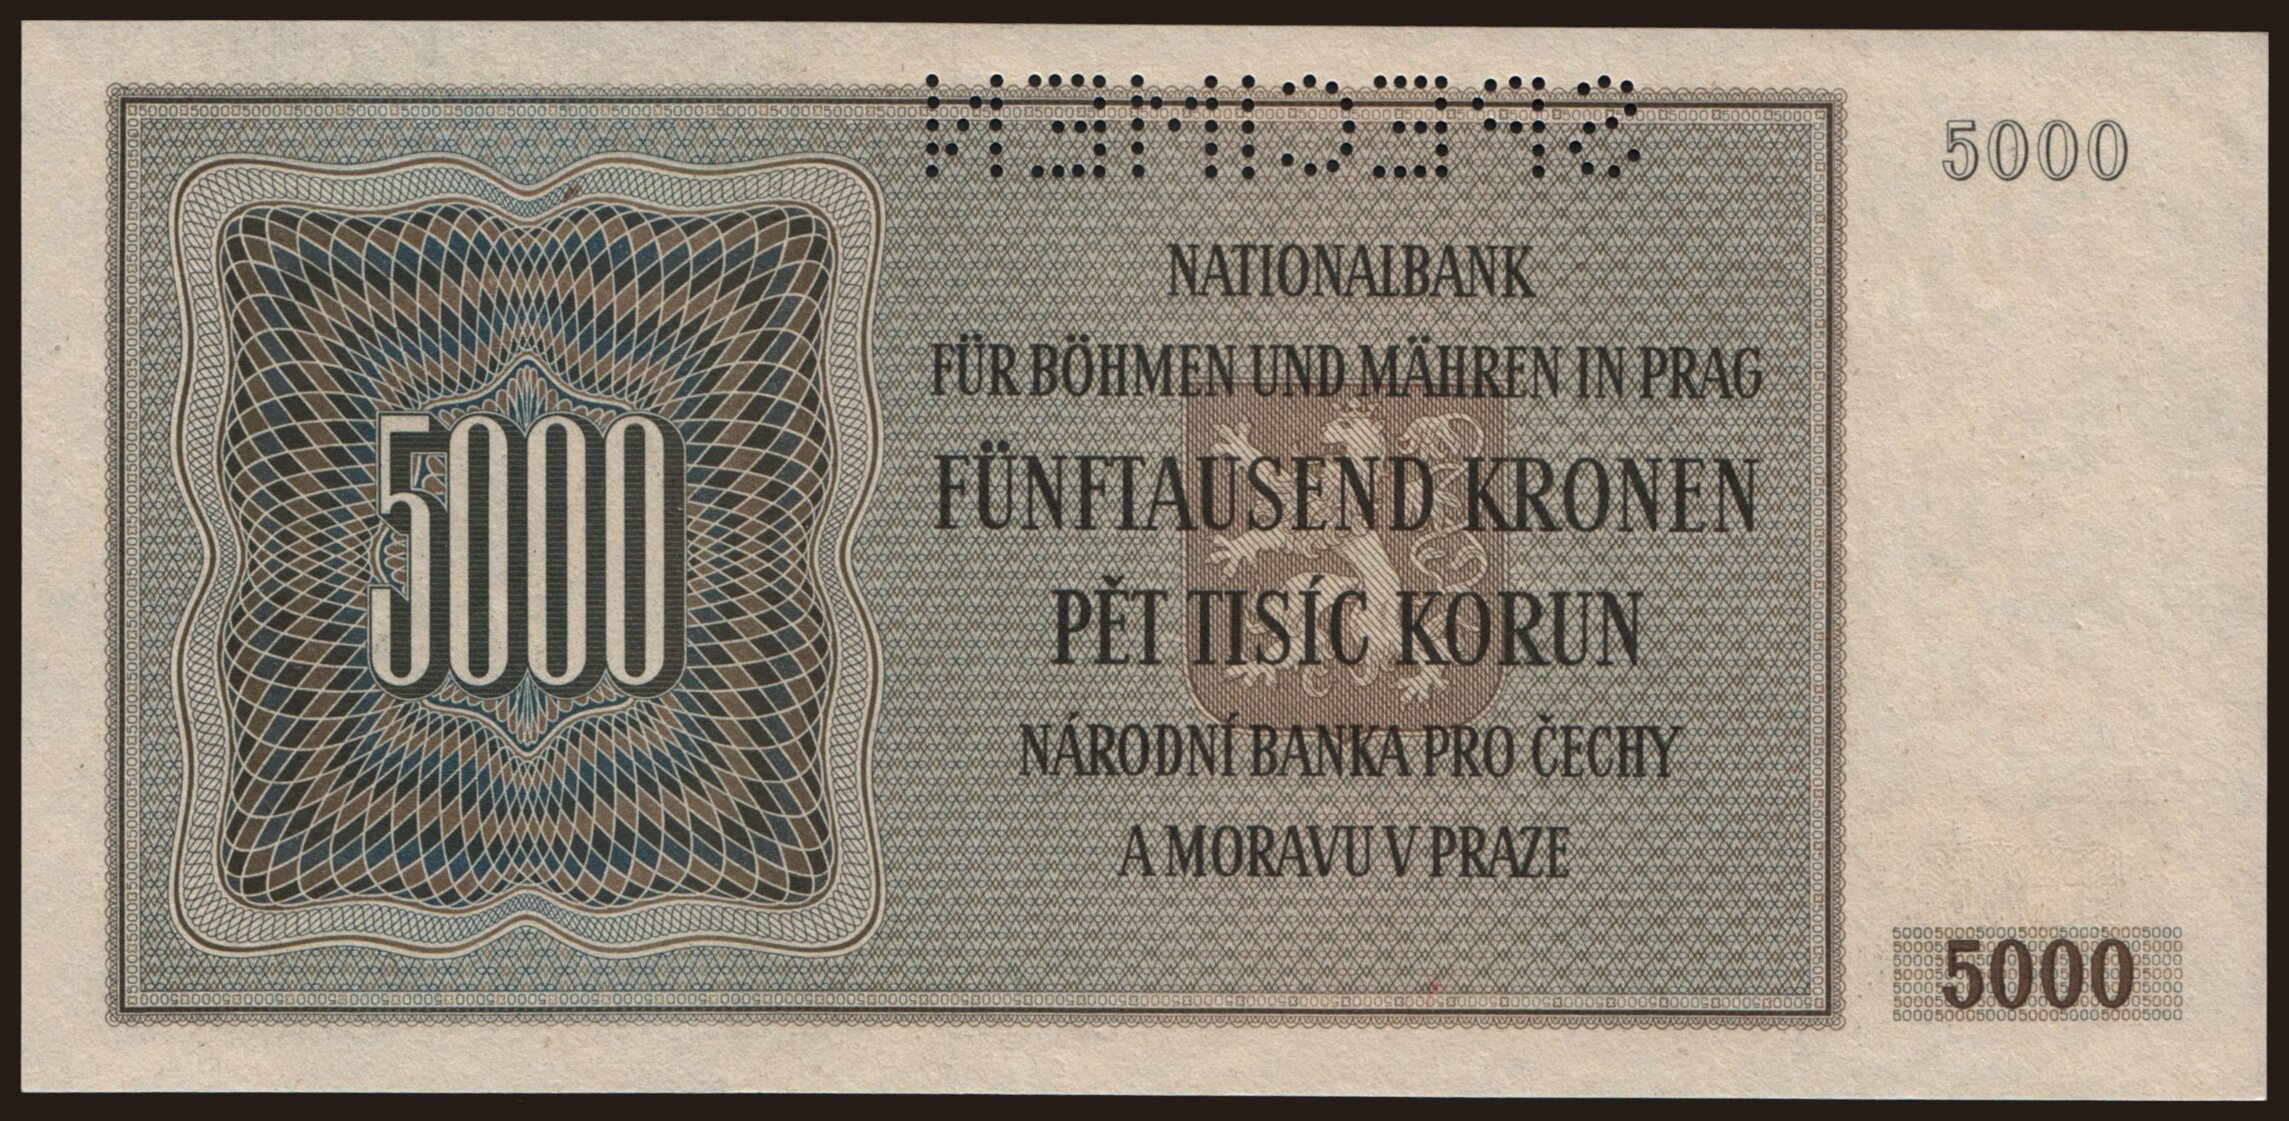 SPECIMEN
5000
NATIONALBANK
FÜR BÖHMEN UND MÄHREN IN PRAG
FÜNFTAUSEND KRONEN
5000
PĚT TISÍC KORUN
NÁRODNÍ BANKA PRO ČECHY
A MORAVU V PRAZE
5000